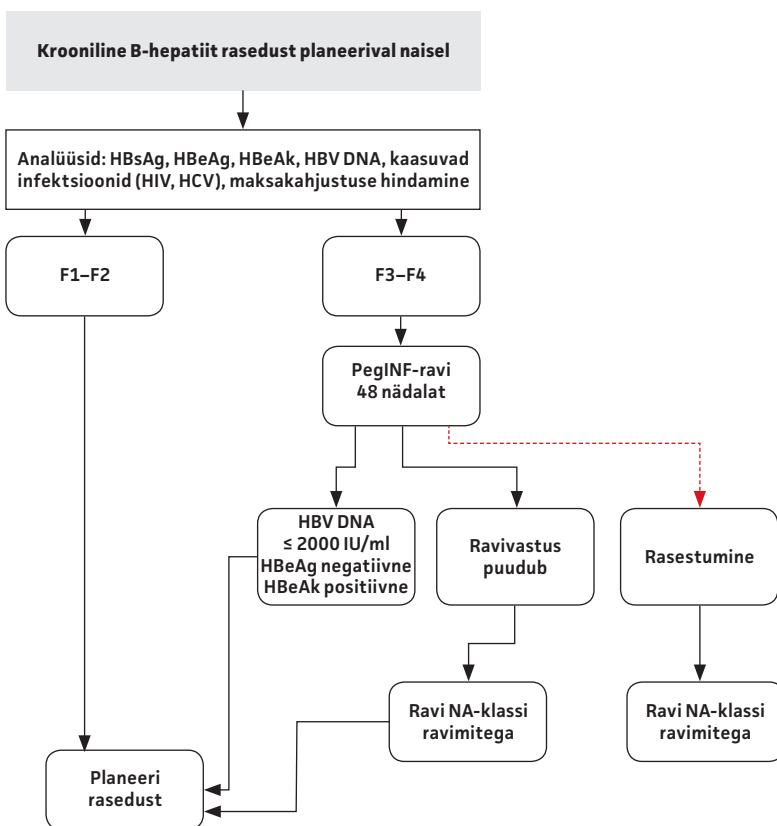 Krooniline B-hepatiit rasedust planeerival naisel
Analüüsid: HBsAg, HBeAg, HBeAk, HBV DNA, kaasuvad
infektsioonid (HIV, HCV), maksakahjustuse hindamine
F1–F2
F3–F4
PegINF-ravi
48 nädalat
HBV DNA
≤ 2000 IU/ml
HBeAg negatiivne
HBeAk positiivne
Ravivastus
puudub
Rasestumine
Ravi NA-klassi
ravimitega
Ravi NA-klassi
ravimitega
Planeeri
rasedust